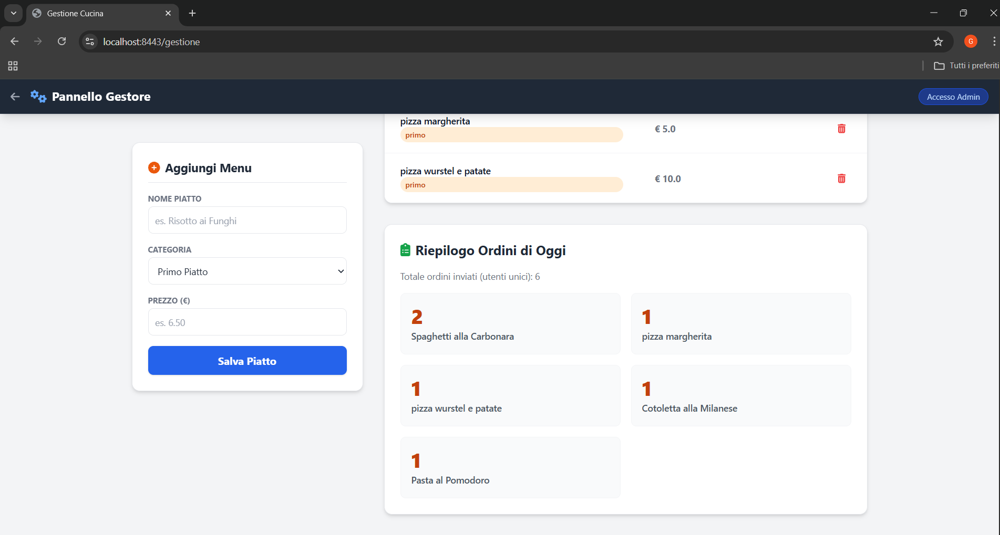 Gestione Cucina
localhost:8443/gestione
G
Tutti i preferiti
Pannello Gestore
Accesso Admin
Aggiungi Menu
NOME PIATTO
es. Risotto ai Funghi
CATEGORIA
Primo Piatto
PREZZO (€)
es. 6.50
Salva Piatto
pizza margherita
primo
€ 5.0
pizza wurstel e patate
primo
€ 10.0
Riepilogo Ordini di Oggi
Totale ordini inviati (utenti unici): 6
2
Spaghetti alla Carbonara
1
pizza margherita
1
pizza wurstel e patate
1
Cotoletta alla Milanese
1
Pasta al Pomodoro